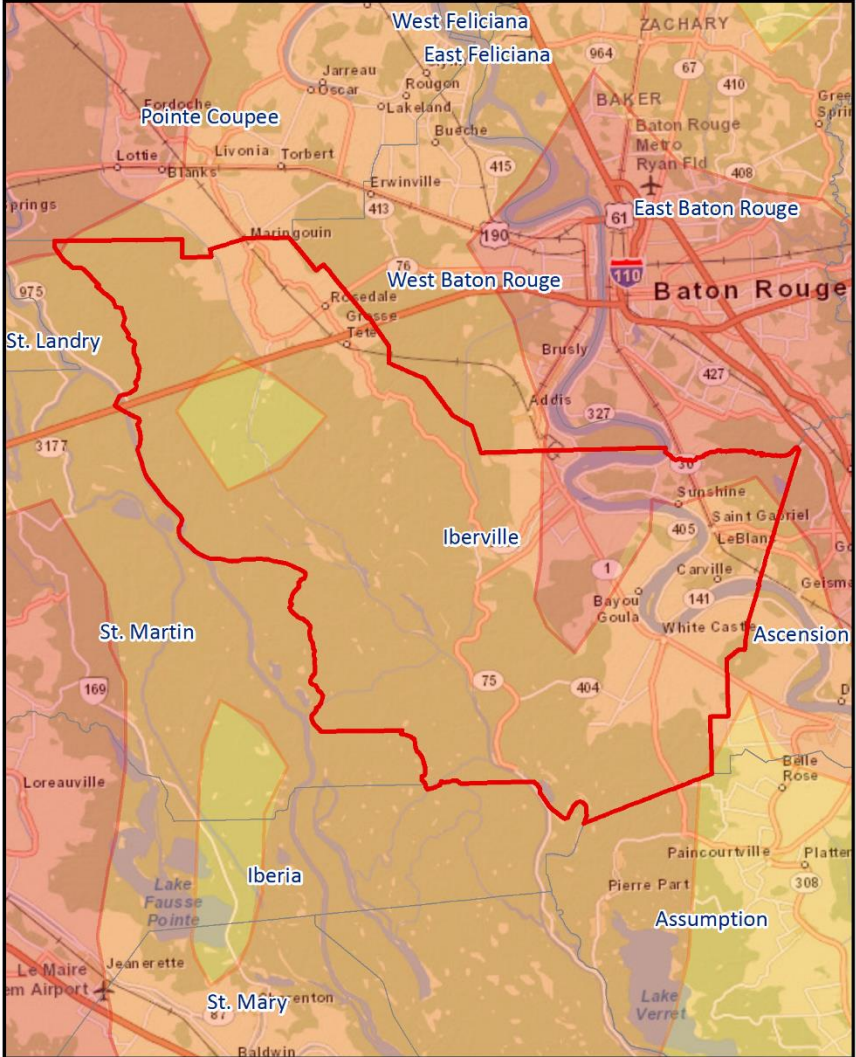 West Feliciana
ZACHARY
East Feliciana
964
67
410
Jarreau
Oscar
Rougon
Lakeland
BAKER
Fordoche
Pointe Coupee
Bueche
Baton Rouge
Metro
Ryan Fld
Lottie
Livonia
Torbert
Blanks
415
408
Erwinville
413
61
East Baton Rouge
190
Maringouin
76
West Baton Rouge
110
Baton Rouge
975
Rosedale
Grosse
Tete
St. Landry
Brusly
427
Addis
327
3177
30
Sunshine
Saint Gabriel
405
LeBlanc
Iberville
1
Carville
Bayou
Goula
141
White Castle
Ascension
St. Martin
169
75
404
Loreauville
Belle
Rose
Paincourtville
308
Iberia
Lake
Fausse
Pointe
Pierre Part
Assumption
Jeanerette
Le Maire
em Airport
St. Mary
87
Lake
Verret
Baldwin